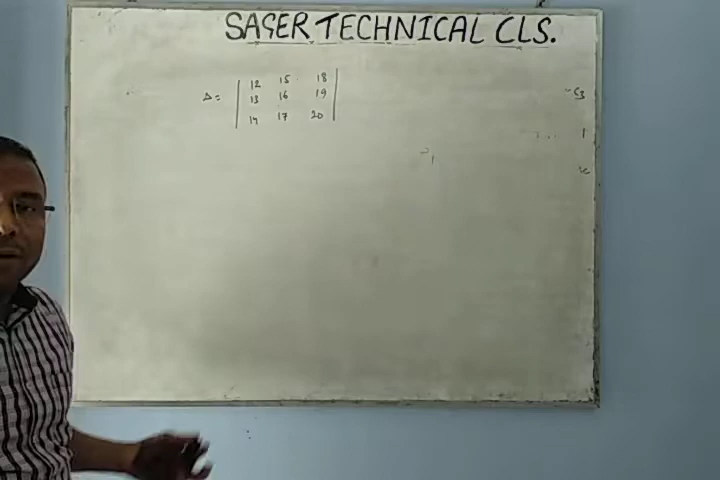 SAGER TECHNICAL CLS.
Δ= | 12 15 18 |
| 13 16 19 |
| 14 17 20 |